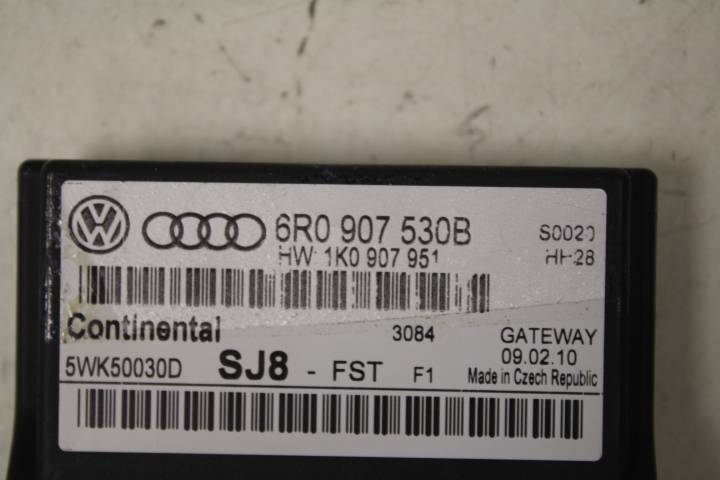 6R0 907 530B S0020
HW 1K0 907 951 HH28
Continental 3084 GATEWAY
5WK50030D SJ8 - FST F1 09.02.10
Made in Czech Republic